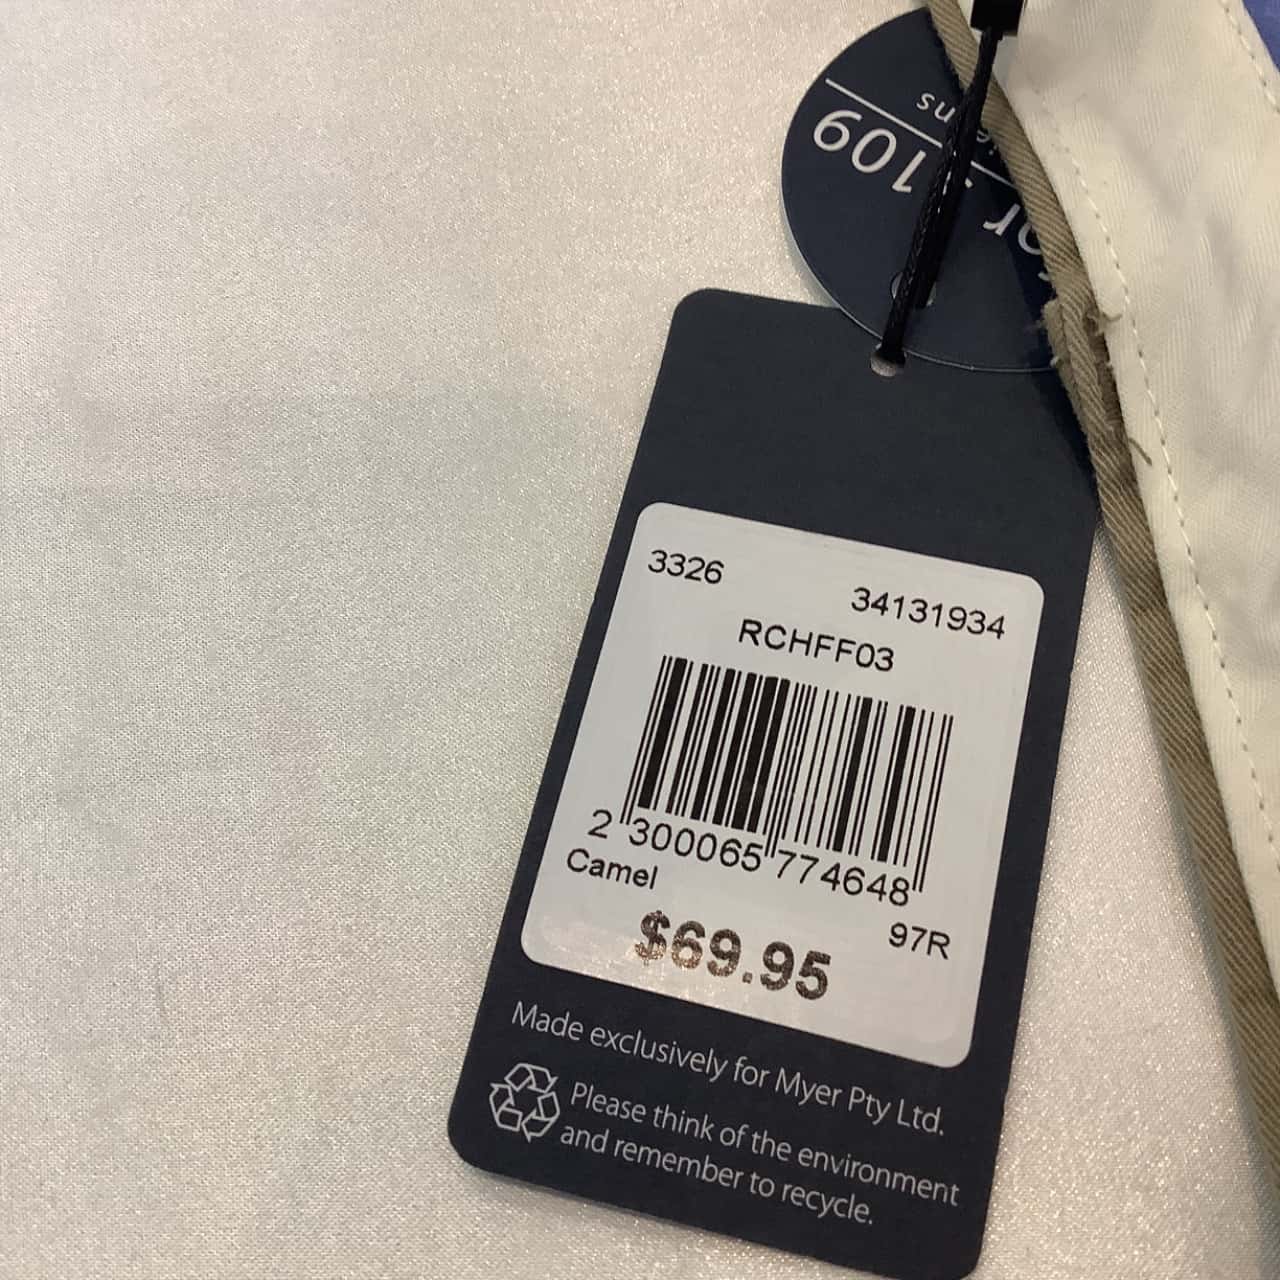 109
3326
34131934
RCHFF03
2 300065 774648
Camel
97R
$69.95
Made exclusively for Myer Pty Ltd.
Please think of the environment
and remember to recycle.